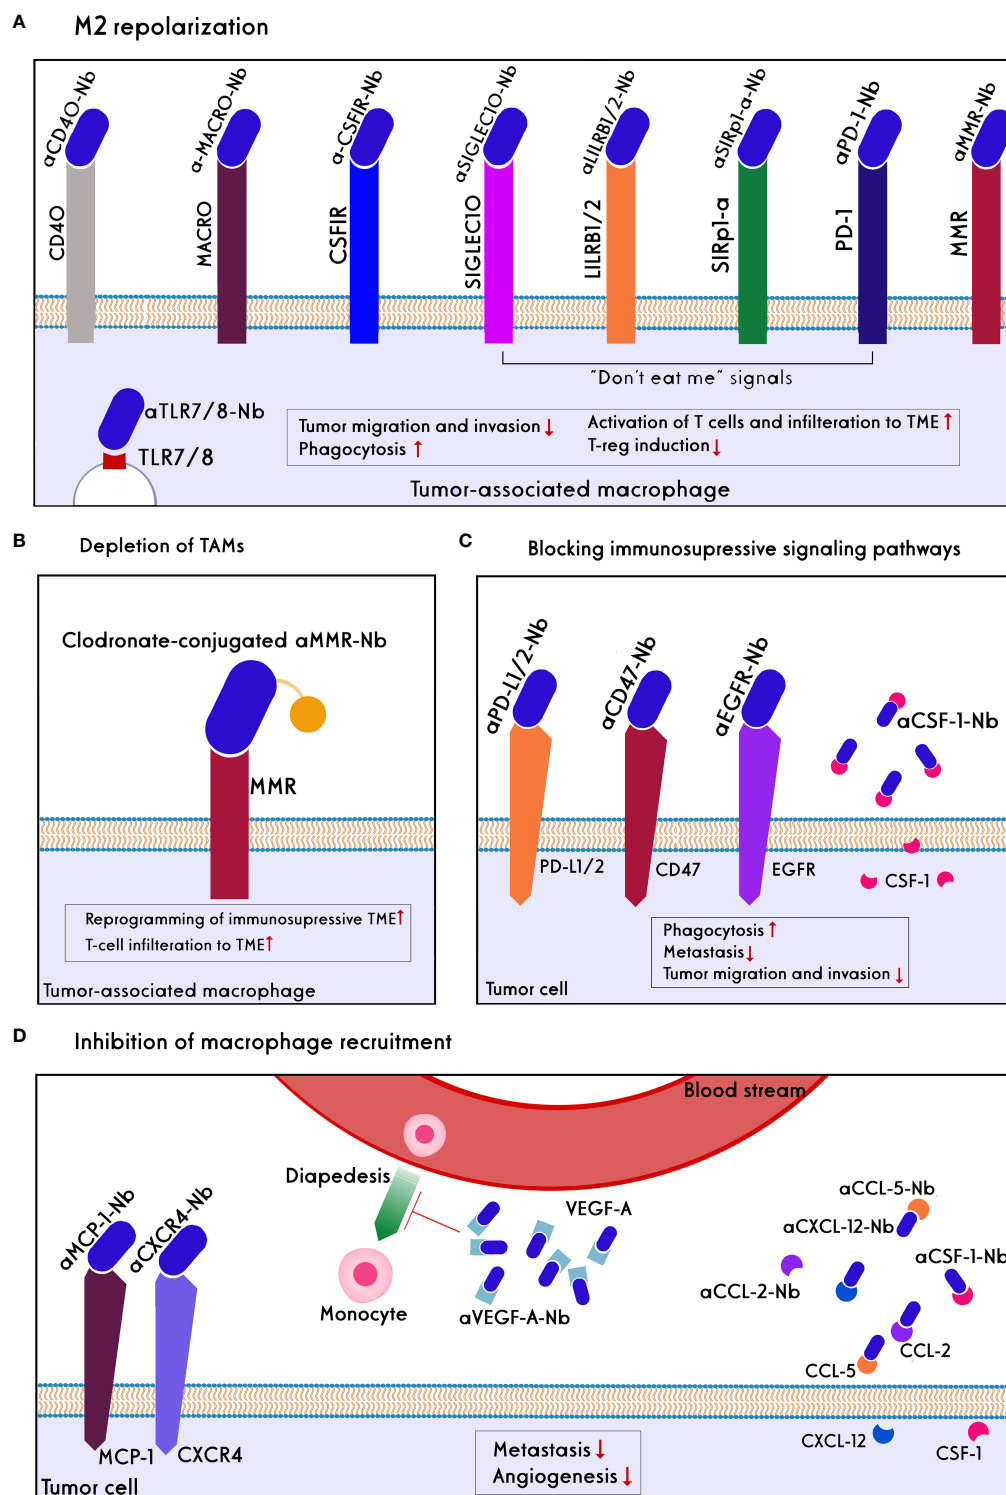 A
M2 repolarization
αCD40-Nb
α-MACRO-Nb
α-CSFIR-Nb
αSIGLEC10-Nb
αLILRB1/2-Nb
αSIRp1-a-Nb
αPD-1-Nb
αMMR-Nb
CD40
MACRO
CSFIR
SIGLEC10
LILRB1/2
SIRp1-a
PD-1
MMR
"Don't eat me" signals
αTLR7/8-Nb
TLR7/8
Tumor migration and invasion ↓
Phagocytosis ↑
Activation of T cells and infilteration to TME ↑
T-reg induction ↓
Tumor-associated macrophage
B
Depletion of TAMs
Clodronate-conjugated αMMR-Nb
MMR
Reprogramming of immunosupressive TME ↑
T-cell infilteration to TME ↑
Tumor-associated macrophage
C
Blocking immunosupressive signaling pathways
αPD-L1/2-Nb
αCD47-Nb
αEGFR-Nb
αCSF-1-Nb
PD-L1/2
CD47
EGFR
CSF-1
Phagocytosis ↑
Metastasis ↓
Tumor migration and invasion ↓
Tumor cell
D
Inhibition of macrophage recruitment
Blood stream
Diapedesis
Monocyte
VEGF-A
αVEGF-A-Nb
αMCP-1-Nb
αCXCR4-Nb
αCCL-5-Nb
αCXCL-12-Nb
αCSF-1-Nb
αCCL-2-Nb
CCL-2
CCL-5
CXCL-12
CSF-1
MCP-1
CXCR4
Metastasis ↓
Angiogenesis ↓
Tumor cell